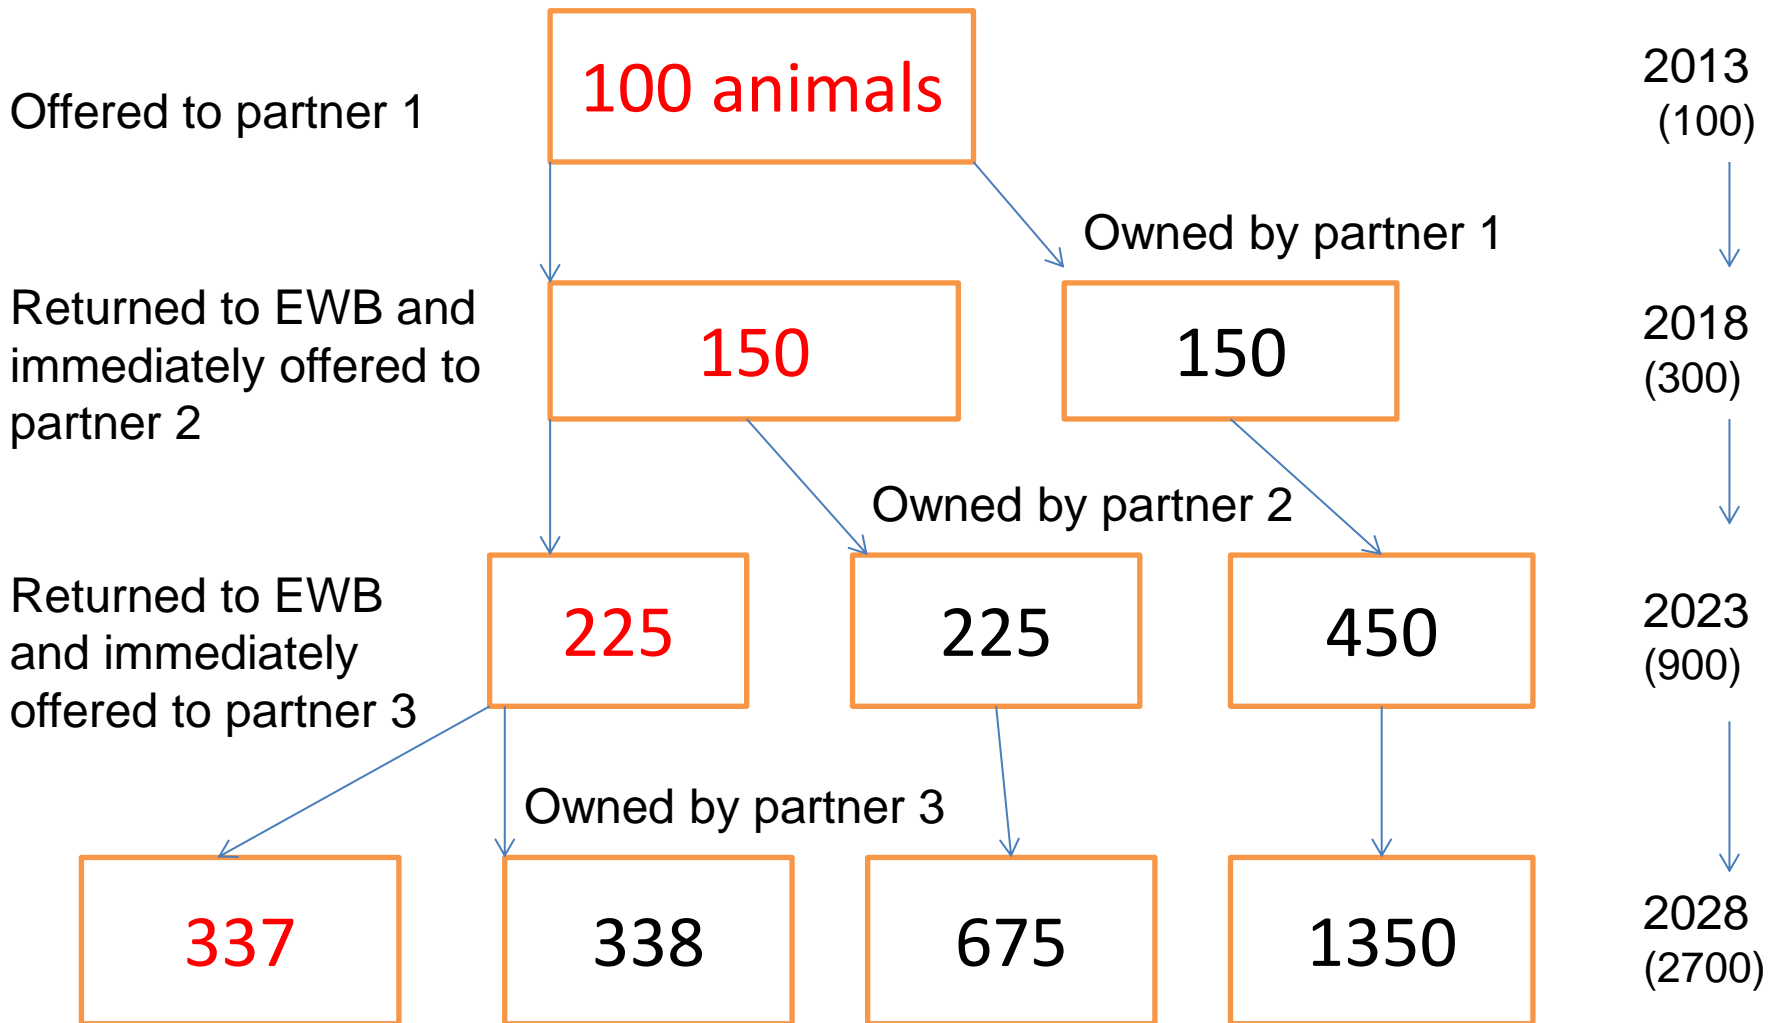 100 animals
2013
(100)
Offered to partner 1
Owned by partner 1
Returned to EWB and
immediately offered to
partner 2
150
150
2018
(300)
Owned by partner 2
Returned to EWB
and immediately
offered to partner 3
225
225
450
2023
(900)
Owned by partner 3
337
338
675
1350
2028
(2700)